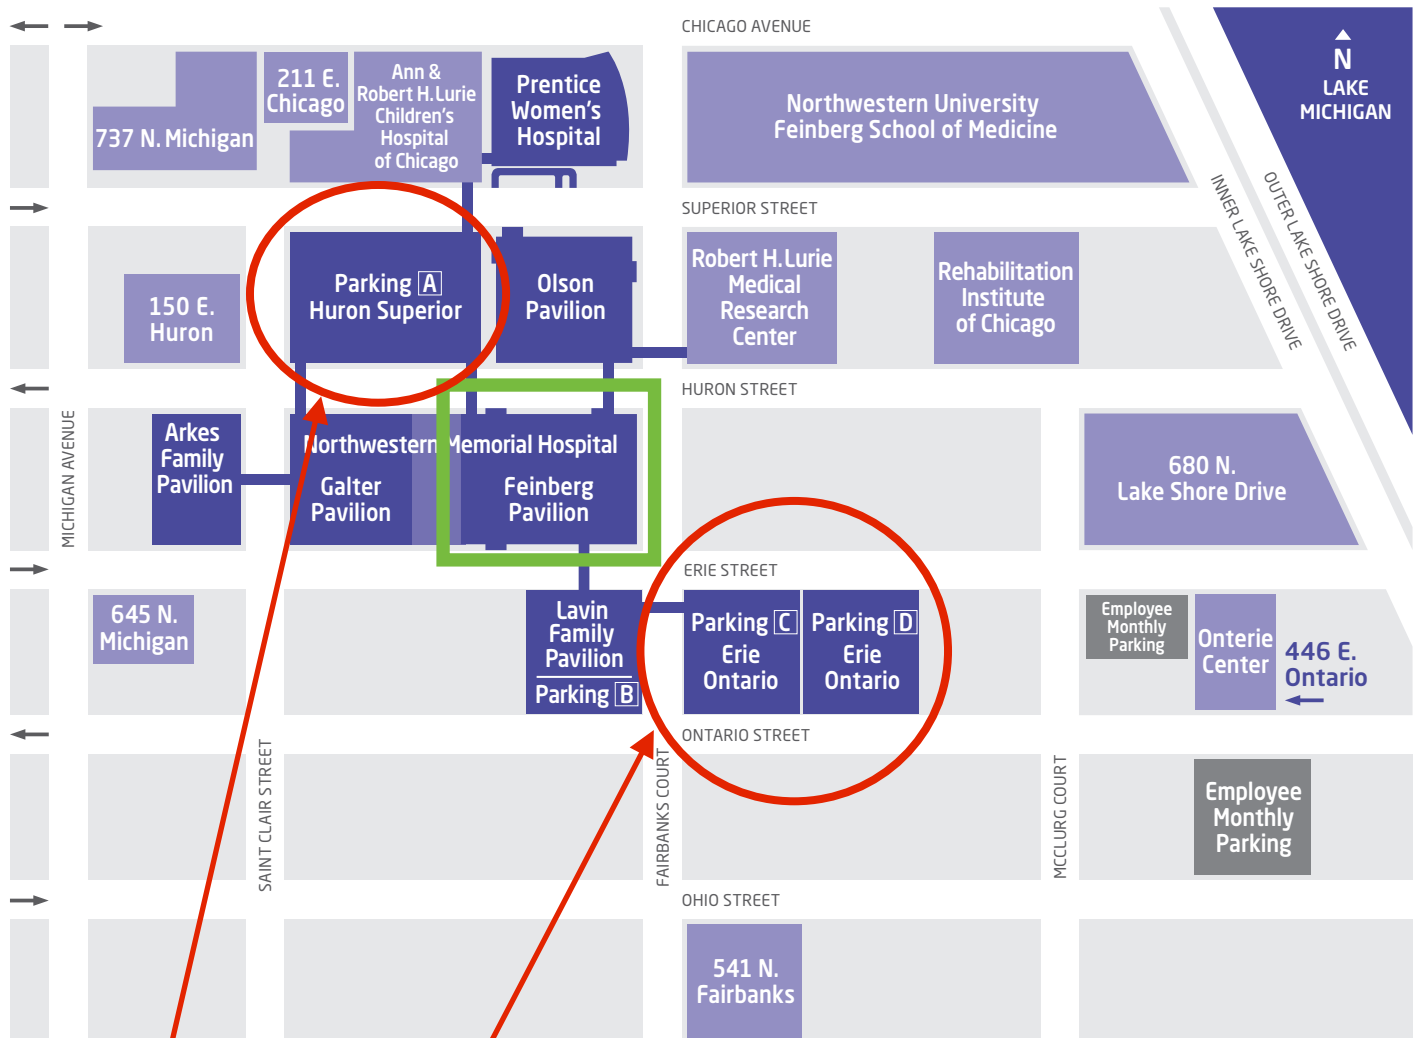 CHICAGO AVENUE
N
LAKE
MICHIGAN
737 N. Michigan
211 E.
Chicago
Ann &
Robert H. Lurie
Children's
Hospital
of Chicago
Prentice
Women's
Hospital
Northwestern University
Feinberg School of Medicine
INNER LAKE SHORE DRIVE
OUTER LAKE SHORE DRIVE
SUPERIOR STREET
150 E.
Huron
Parking A
Huron Superior
Olson
Pavilion
Robert H. Lurie
Medical
Research
Center
Rehabilitation
Institute
of Chicago
HURON STREET
MICHIGAN AVENUE
Arkes
Family
Pavilion
Northwestern Memorial Hospital
Galter
Pavilion
Feinberg
Pavilion
680 N.
Lake Shore Drive
ERIE STREET
645 N.
Michigan
Lavin
Family
Pavilion
Parking B
Parking C
Erie
Ontario
Parking D
Erie
Ontario
Employee
Monthly
Parking
Onterie
Center
446 E.
Ontario
ONTARIO STREET
SAINT CLAIR STREET
FAIRBANKS COURT
MCCLURG COURT
Employee
Monthly
Parking
OHIO STREET
541 N.
Fairbanks